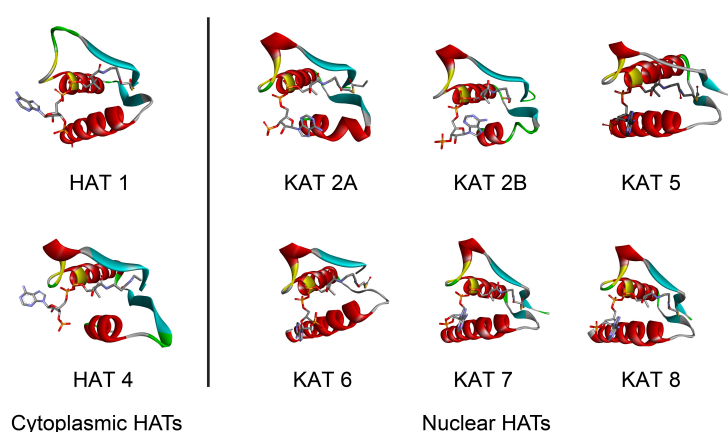 HAT 1
KAT 2A
KAT 2B
KAT 5
HAT 4
KAT 6
KAT 7
KAT 8
Cytoplasmic HATs
Nuclear HATs